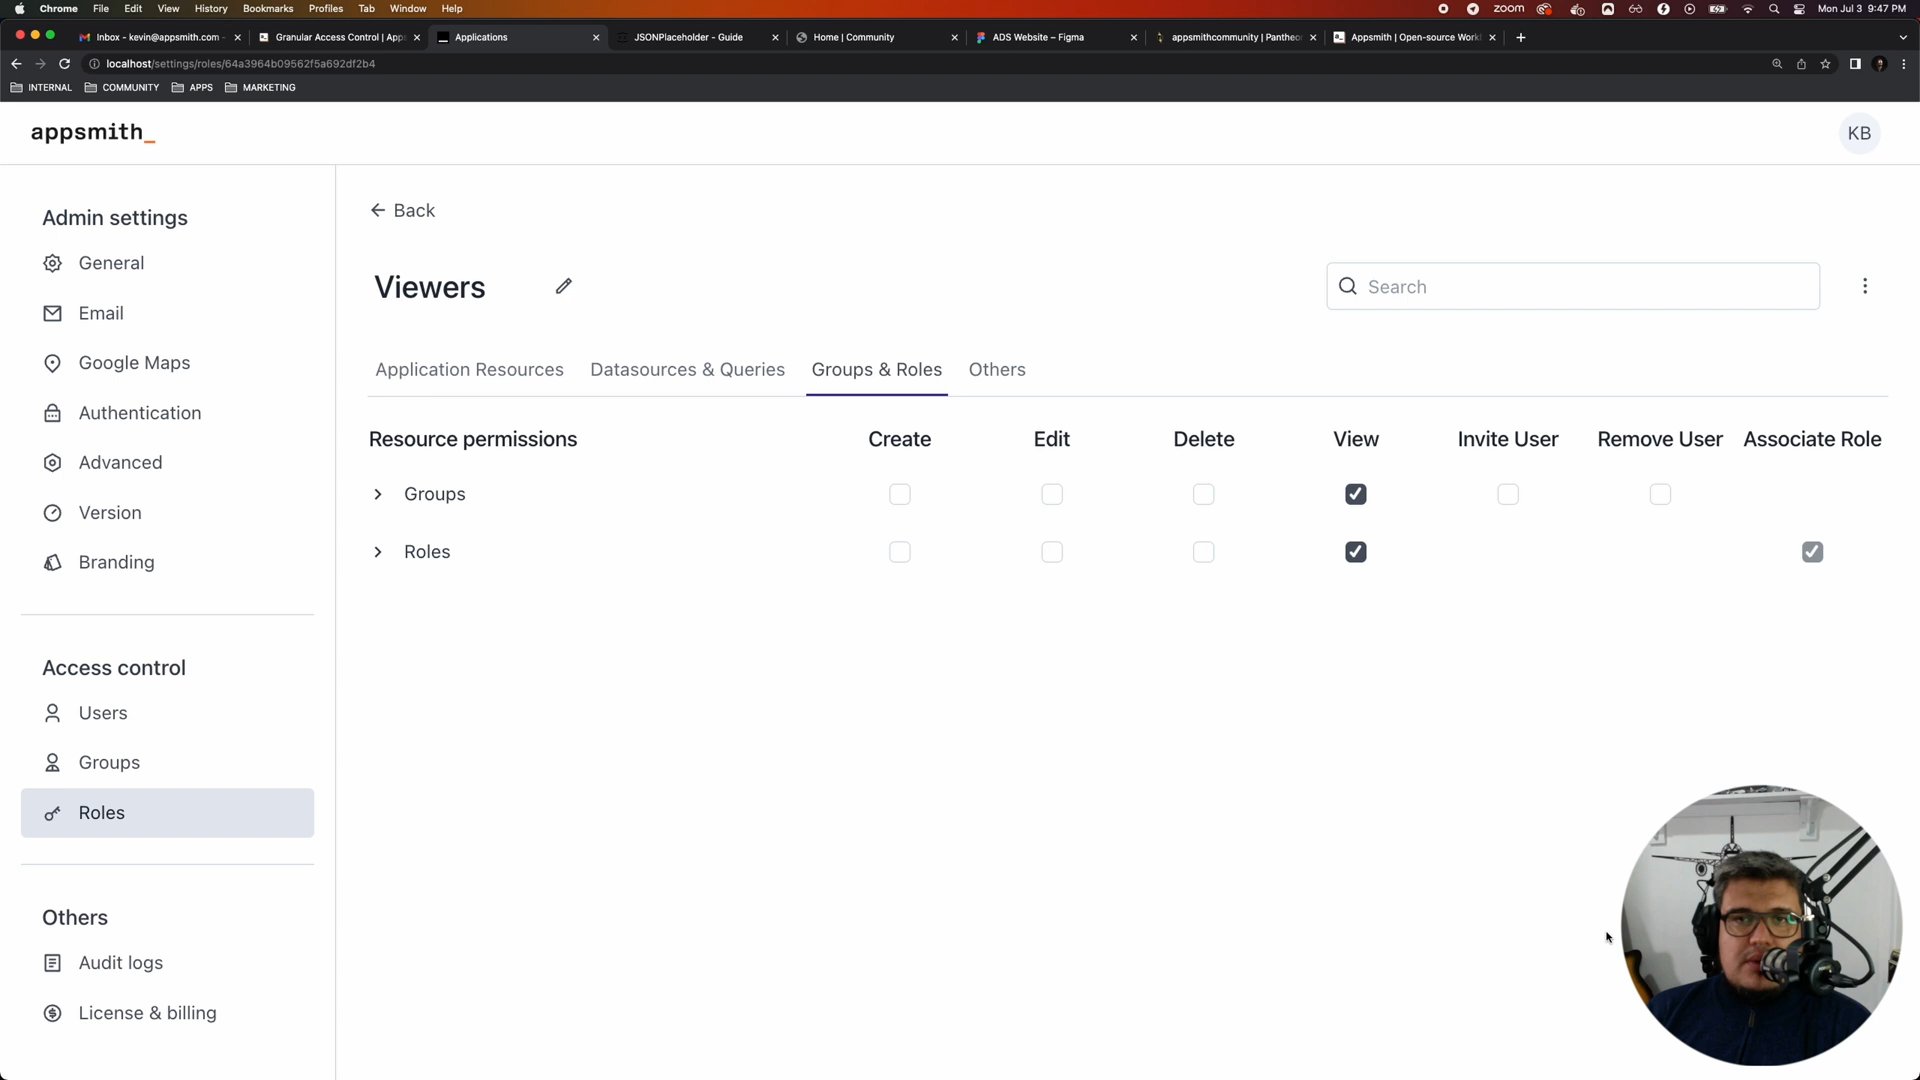 Chrome File Edit View History Bookmarks Profiles Tab Window Help zoom Mon Jul 3 9:47 PM
Inbox - kevin@appsmith.com - Granular Access Control | Apps Applications JSONPlaceholder - Guide Home | Community ADS Website – Figma appsmithcommunity | Pantheo Appsmith | Open-source Work
localhost/settings/roles/64a3964b09562f5a692df2b4
INTERNAL COMMUNITY APPS MARKETING
appsmith_
KB
Admin settings
General
Email
Google Maps
Authentication
Advanced
Version
Branding
Access control
Users
Groups
Roles
Others
Audit logs
License & billing
Back
Viewers
Search
Application Resources Datasources & Queries Groups & Roles Others
Resource permissions Create Edit Delete View Invite User Remove User Associate Role
Groups
Roles